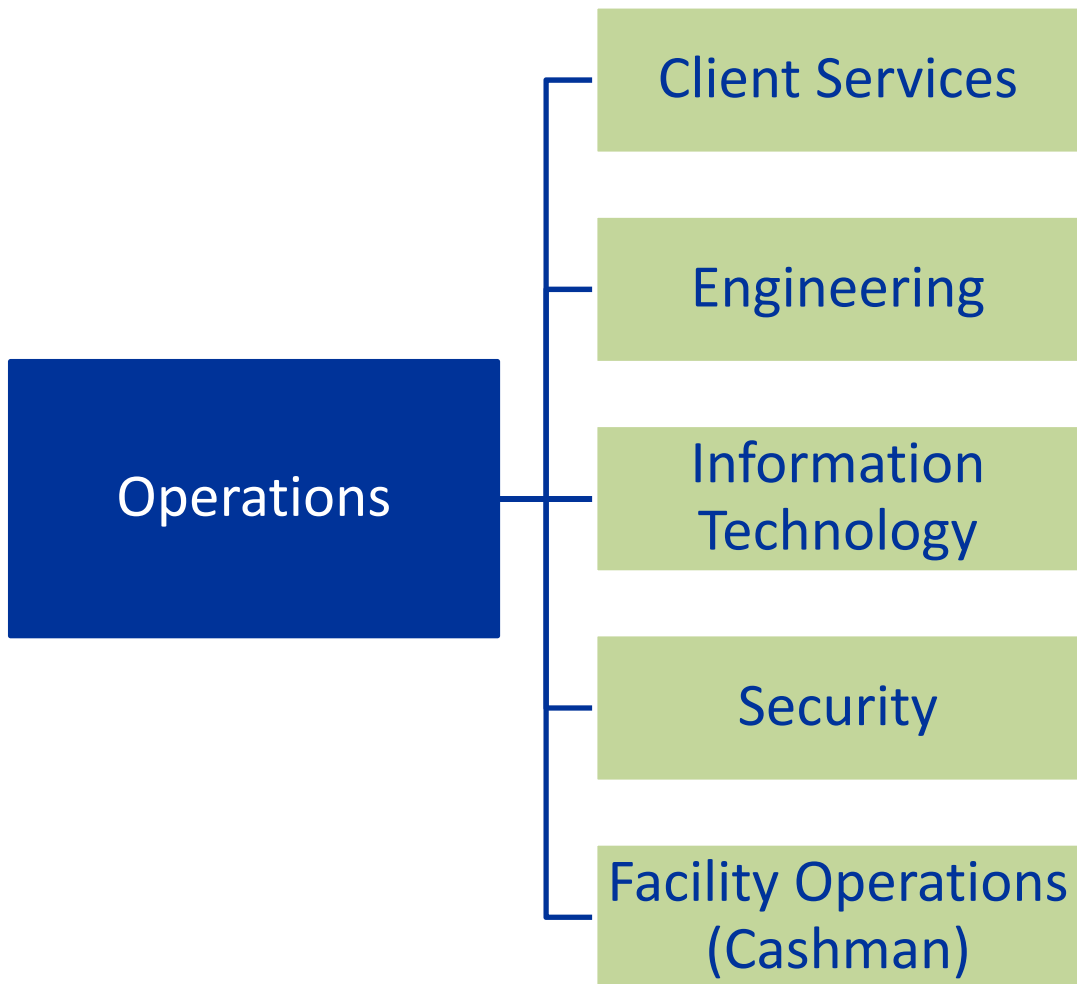 Client Services
Engineering
Operations
Information
Technology
Security
Facility Operations
(Cashman)